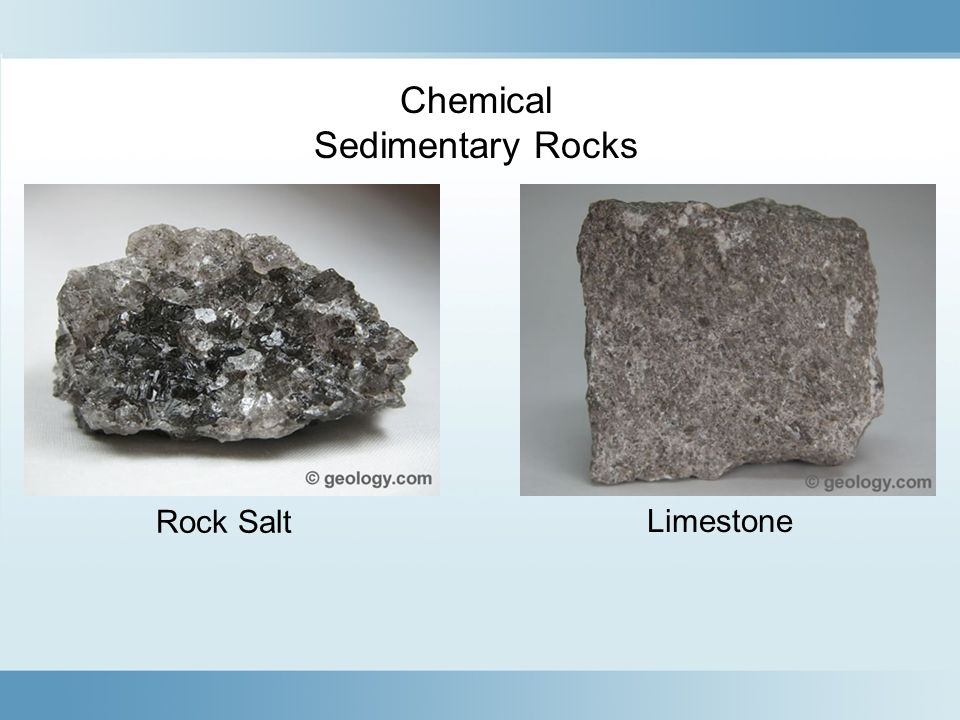 Chemical
Sedimentary Rocks
© geology.com
© geology.com
Rock Salt
Limestone